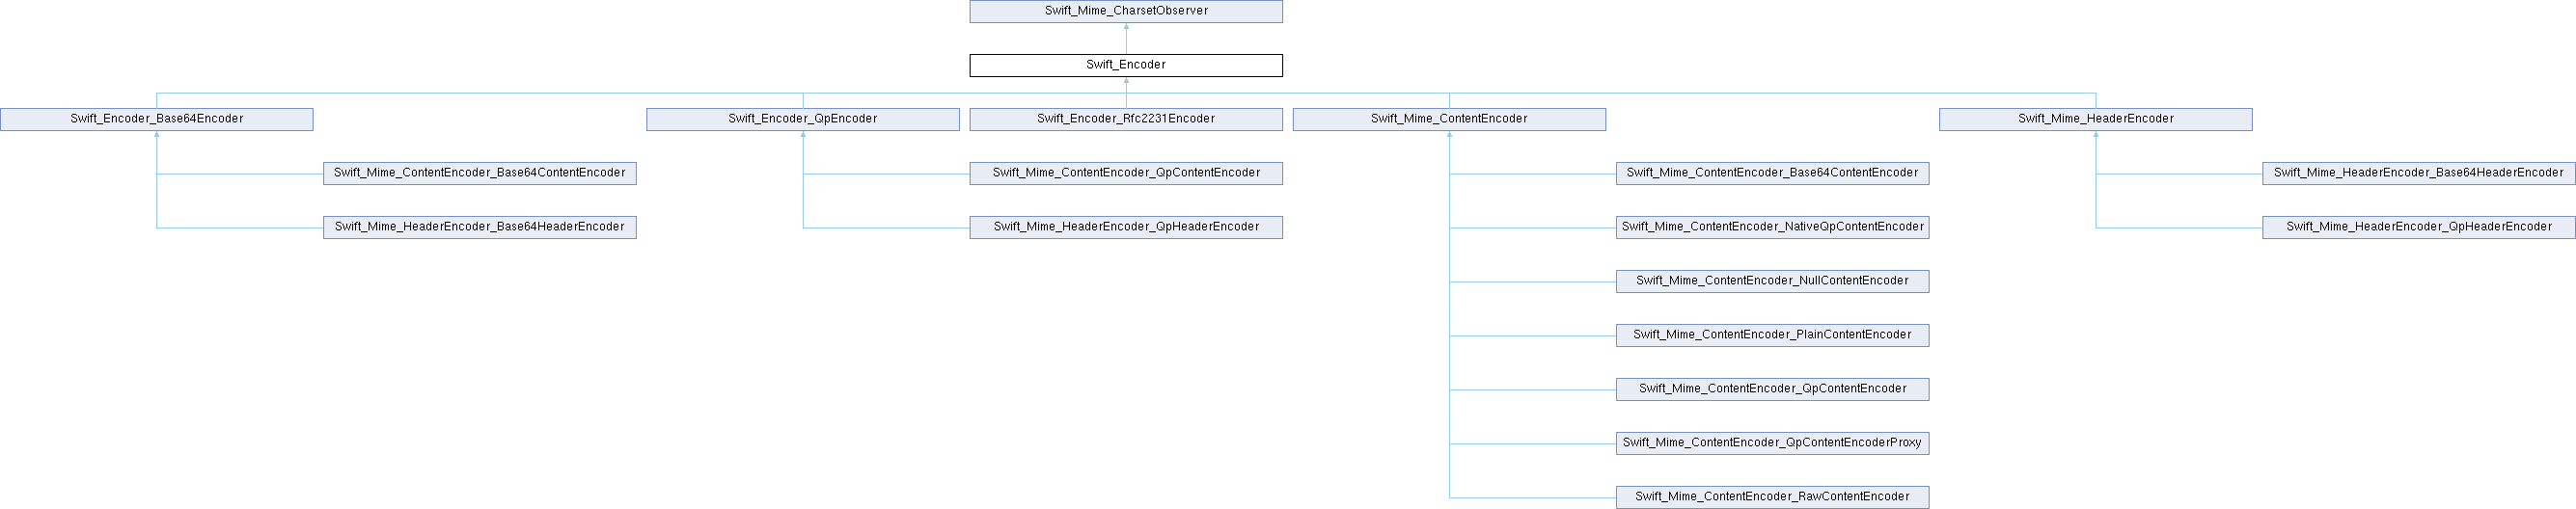 Swift_Mime_CharsetObserver
Swift_Encoder
Swift_Encoder_Base64Encoder
Swift_Encoder_QpEncoder
Swift_Encoder_Rfc2231Encoder
Swift_Mime_ContentEncoder
Swift_Mime_HeaderEncoder
Swift_Mime_ContentEncoder_Base64ContentEncoder
Swift_Mime_ContentEncoder_QpContentEncoder
Swift_Mime_ContentEncoder_Base64ContentEncoder
Swift_Mime_HeaderEncoder_Base64HeaderEncoder
Swift_Mime_HeaderEncoder_Base64HeaderEncoder
Swift_Mime_HeaderEncoder_QpHeaderEncoder
Swift_Mime_ContentEncoder_NativeQpContentEncoder
Swift_Mime_HeaderEncoder_QpHeaderEncoder
Swift_Mime_ContentEncoder_NullContentEncoder
Swift_Mime_ContentEncoder_PlainContentEncoder
Swift_Mime_ContentEncoder_QpContentEncoder
Swift_Mime_ContentEncoder_QpContentEncoderProxy
Swift_Mime_ContentEncoder_RawContentEncoder